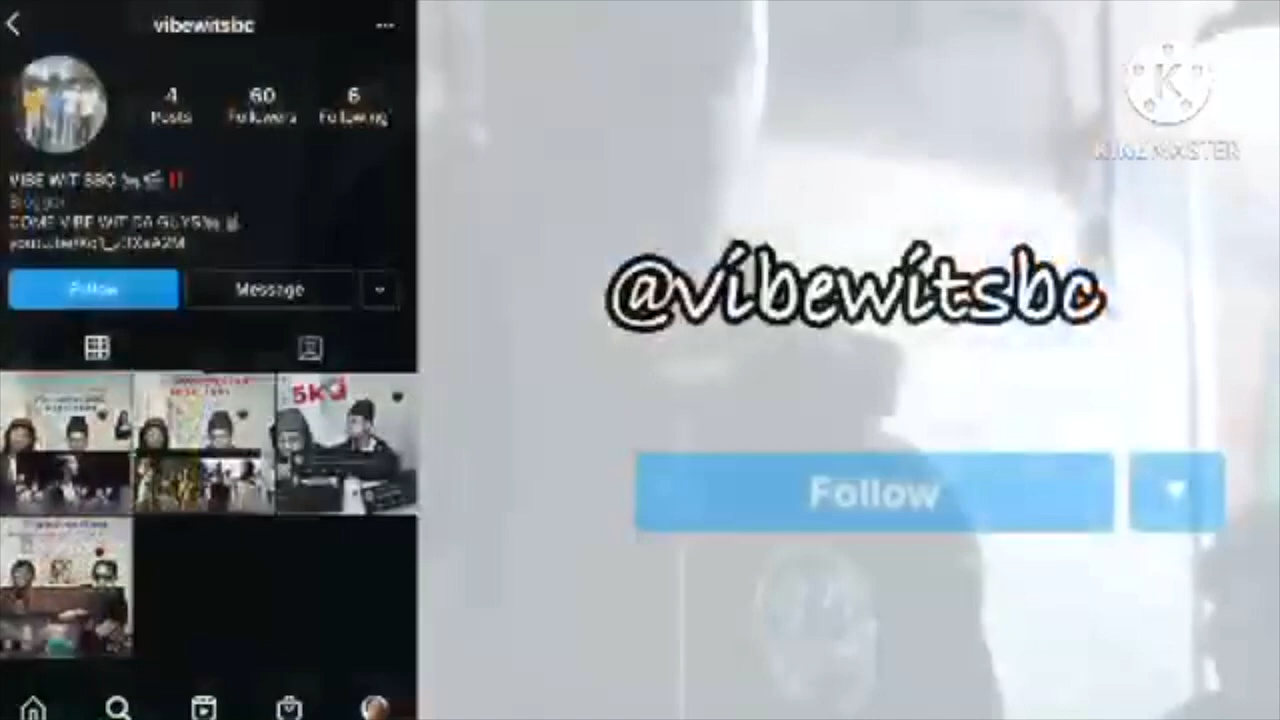 vibewitsbc
4 60 6
Posts Followers Following
VIBE WIT SBC
Blogger
COME VIBE WIT DA GUYS
Follow Message
5K
@vibewitsbc
Follow
KINEMASTER